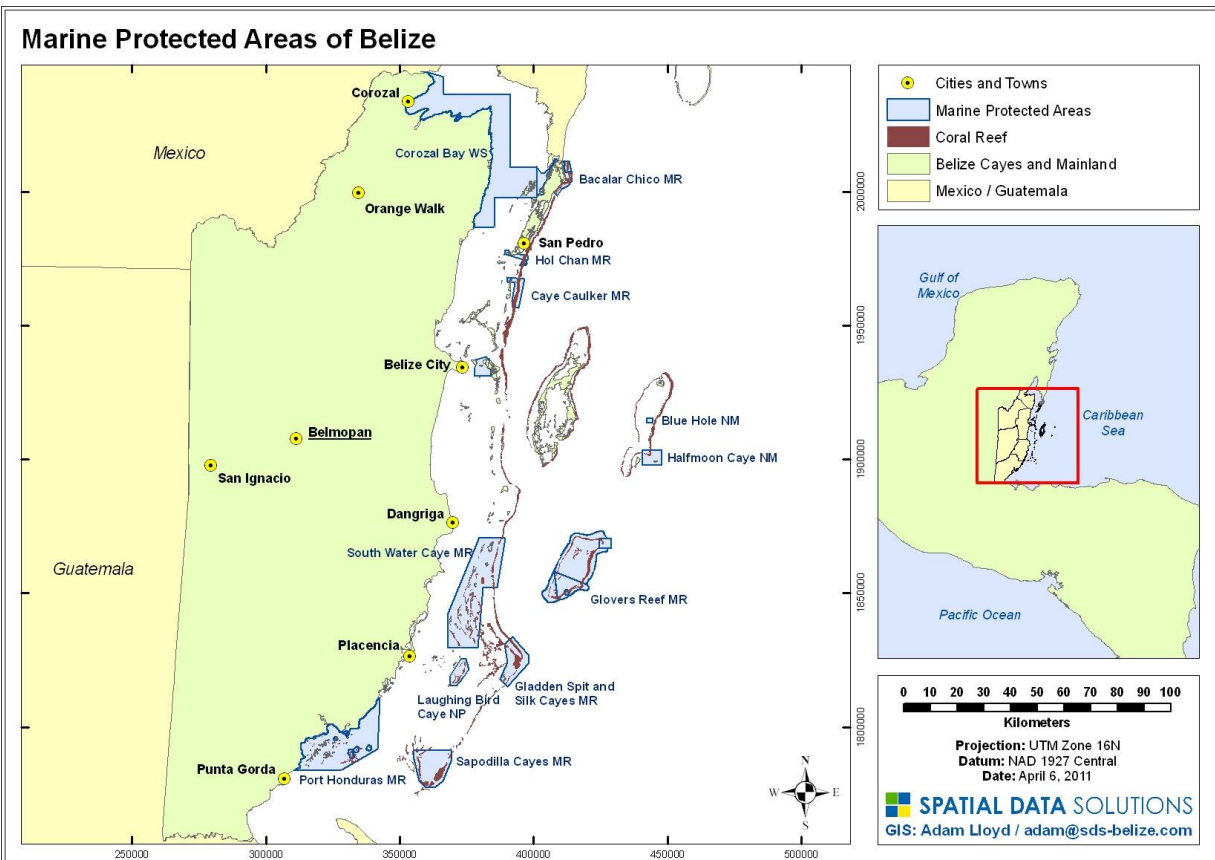 Marine Protected Areas of Belize
Corozal
Mexico
Corozal Bay WS
Bacalar Chico MR
Orange Walk
San Pedro
Hol Chan MR
Caye Caulker MR
Belize City
Blue Hole NM
Belmopan
Halfmoon Caye NM
San Ignacio
Dangriga
South Water Caye MR
Guatemala
Glovers Reef MR
Placencia
Laughing Bird
Caye NP
Gladden Spit and
Silk Cayes MR
Sapodilla Cayes MR
Punta Gorda
Port Honduras MR
N
W
E
S
2000000
1950000
1900000
1850000
1800000
250000
300000
350000
400000
450000
500000
Cities and Towns
Marine Protected Areas
Coral Reef
Belize Cayes and Mainland
Mexico / Guatemala
Gulf of
Mexico
Caribbean
Sea
Pacific Ocean
0 10 20 30 40 50 60 70 80 90 100
Kilometers
Projection: UTM Zone 16N
Datum: NAD 1927 Central
Date: April 6, 2011
SPATIAL DATA SOLUTIONS
GIS: Adam Lloyd / adam@sds-belize.com